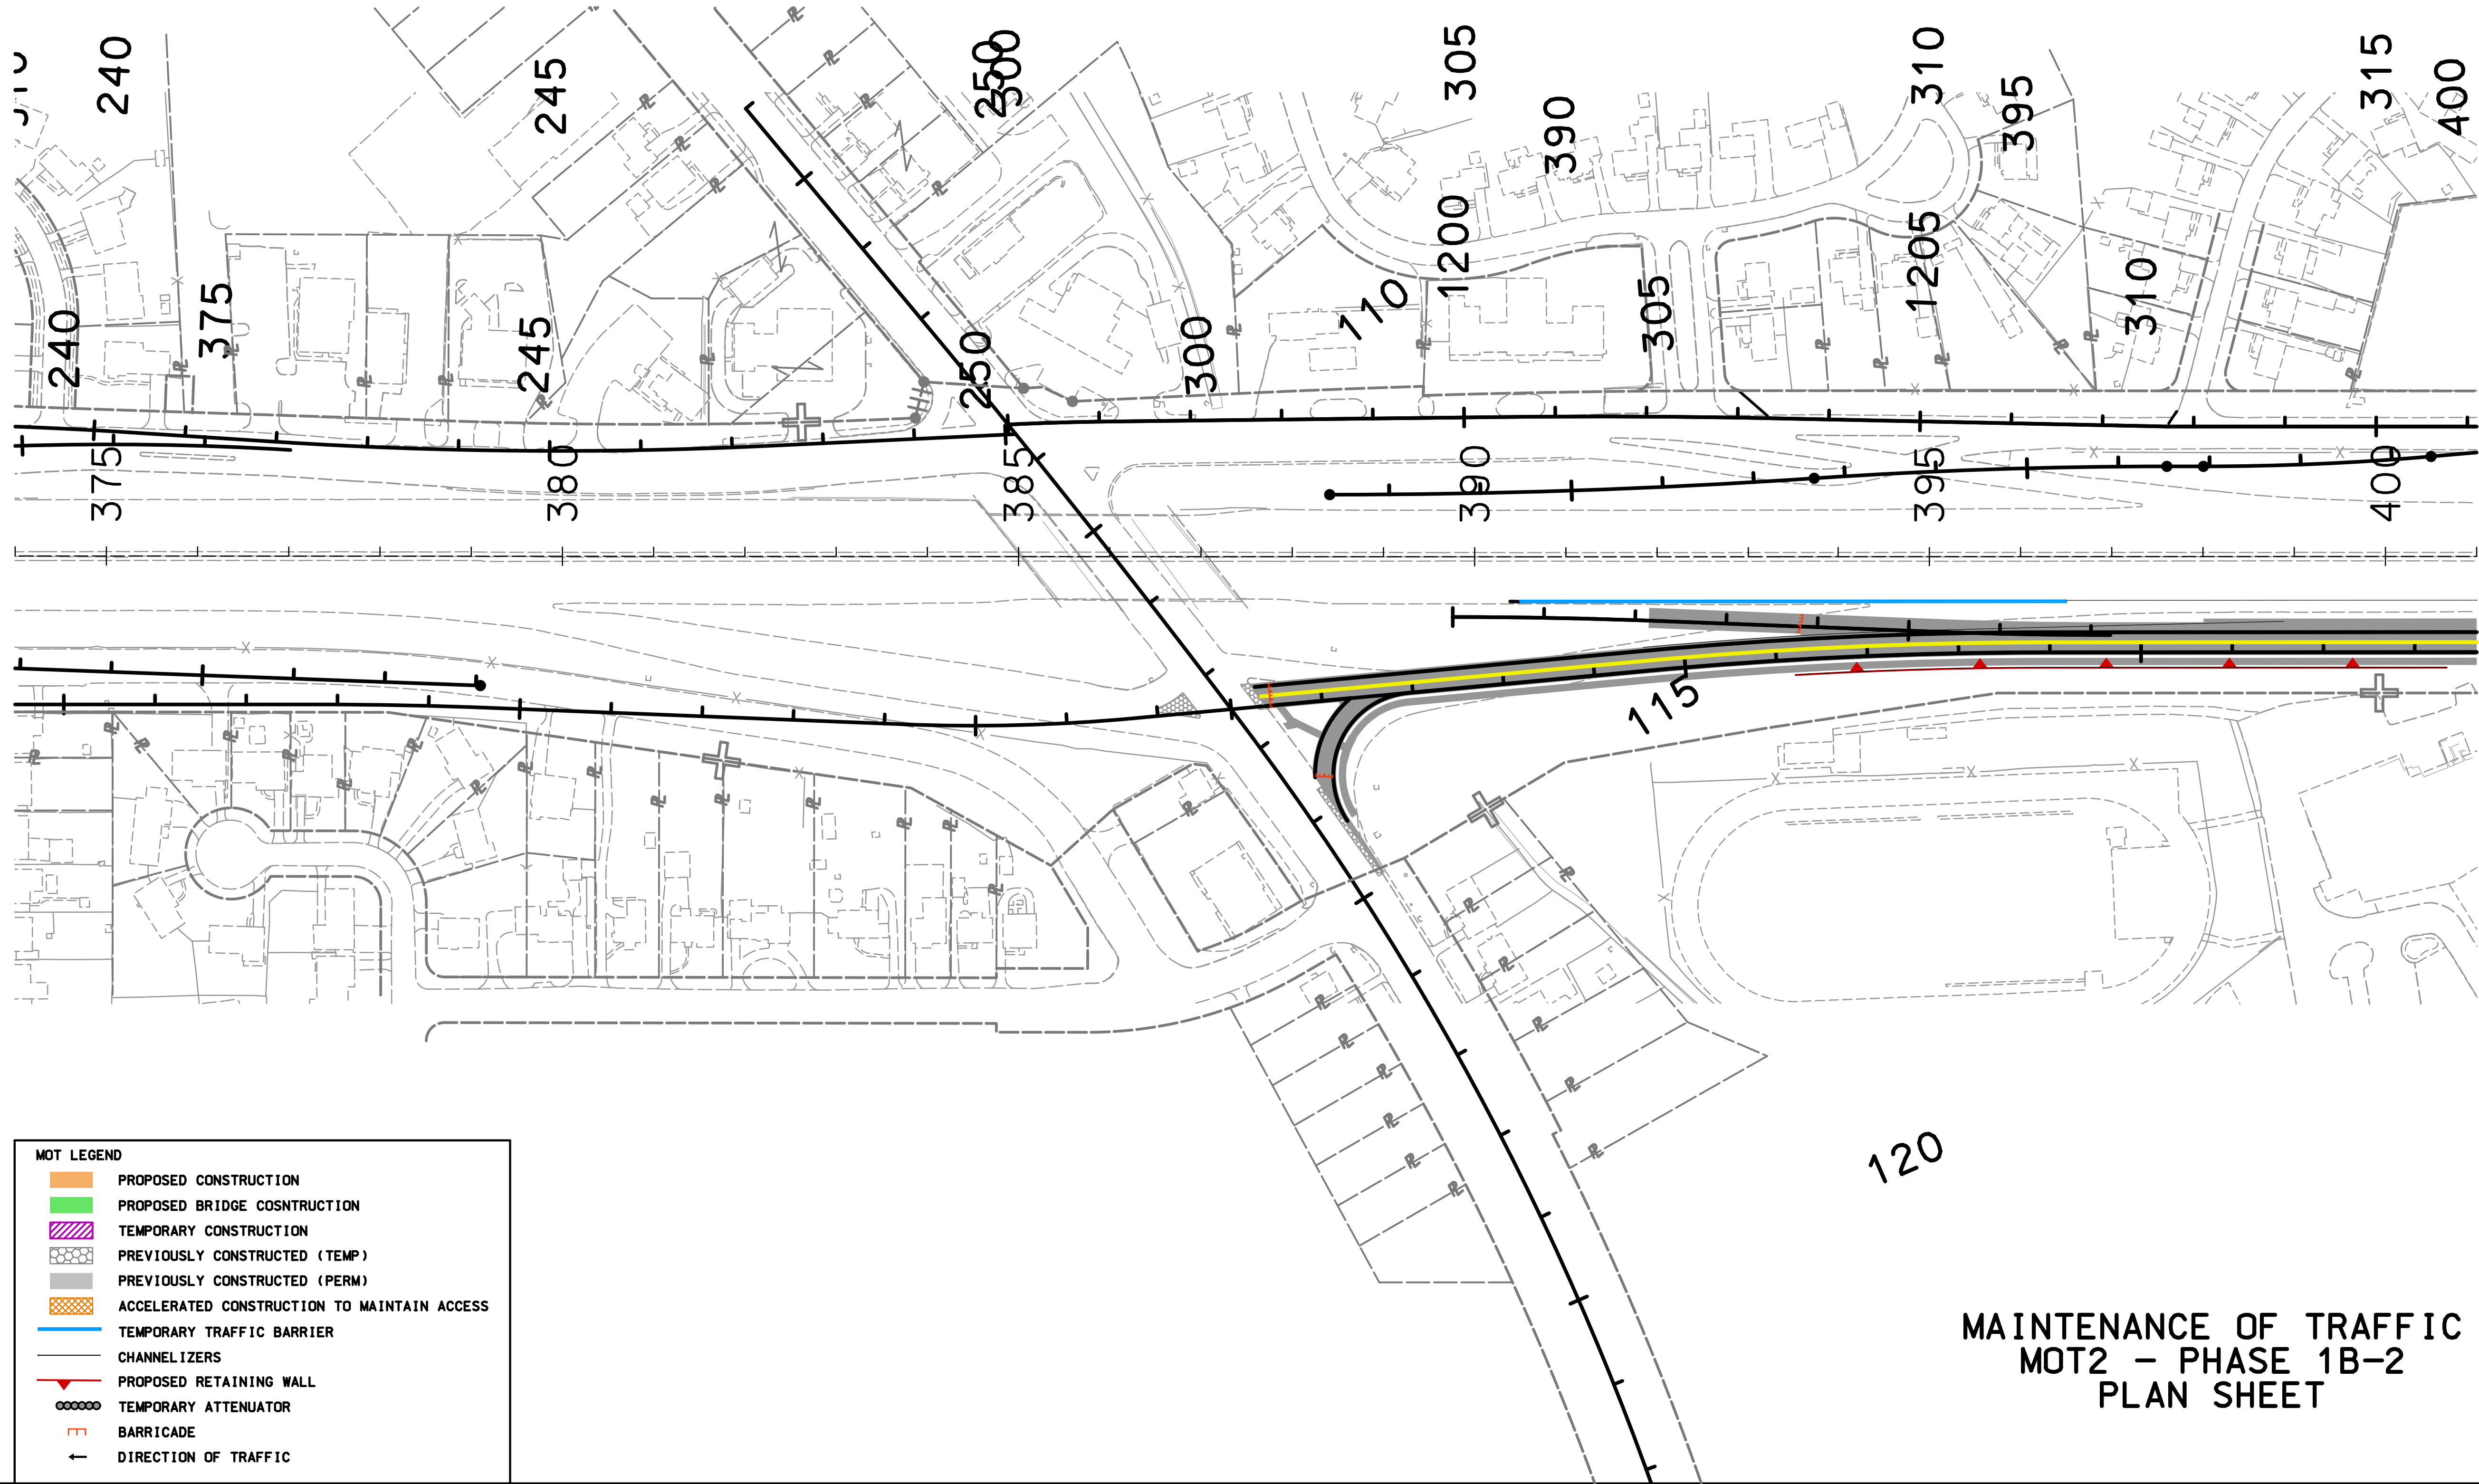 240
245
250
300
305
390
310
395
315
400
375
240
245
250
300
110
1200
305
1205
310
375
380
385
390
395
400
115
120
MOT LEGEND
PROPOSED CONSTRUCTION
PROPOSED BRIDGE COSNTRUCTION
TEMPORARY CONSTRUCTION
PREVIOUSLY CONSTRUCTED (TEMP)
PREVIOUSLY CONSTRUCTED (PERM)
ACCELERATED CONSTRUCTION TO MAINTAIN ACCESS
TEMPORARY TRAFFIC BARRIER
CHANNELIZERS
PROPOSED RETAINING WALL
TEMPORARY ATTENUATOR
BARRICADE
DIRECTION OF TRAFFIC
MAINTENANCE OF TRAFFIC
MOT2 - PHASE 1B-2
PLAN SHEET